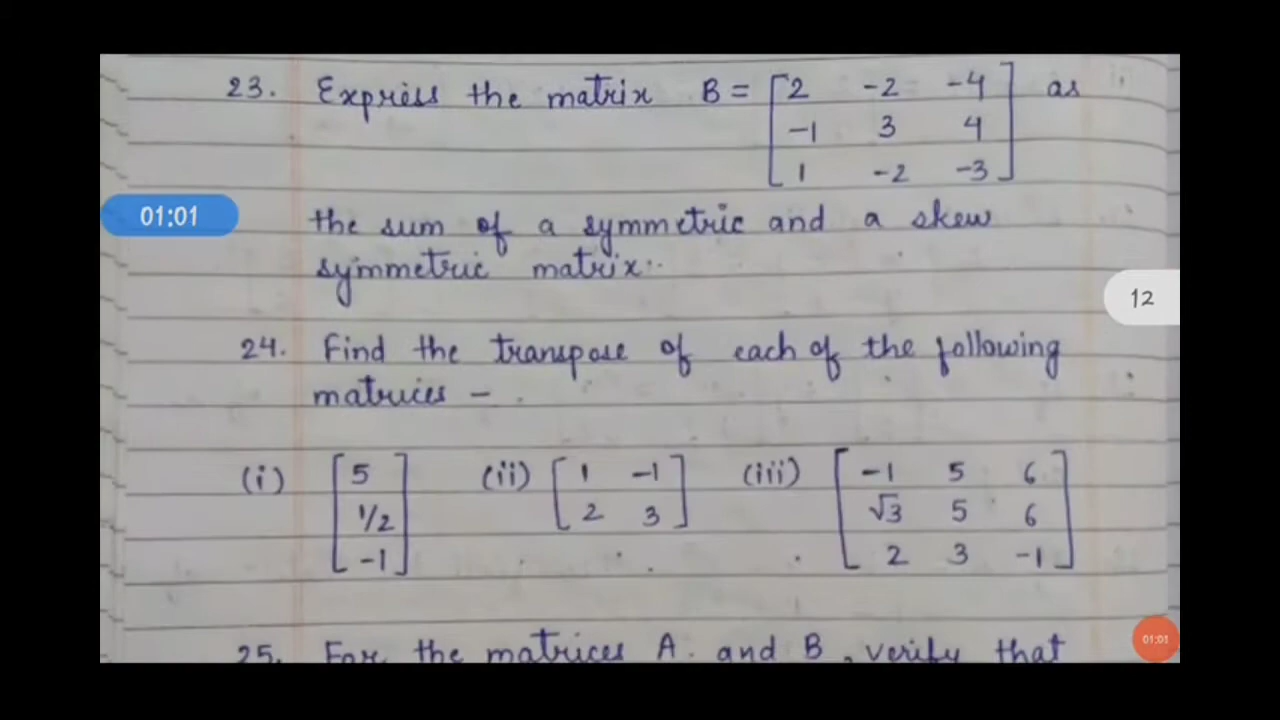 23. Express the matrix B = [2 -2 -4] as
[-1 3 4]
[1 -2 -3]
01:01
the sum of a symmetric and a skew
symmetric matrix.
12
24. Find the transpose of each of the following
matrices -
(i) [5] (ii) [1 -1] (iii) [-1 5 6]
[1/2] [2 3] [√3 5 6]
[-1] [2 3 -1]
01:01
25. For the matrices A. and B, verify that